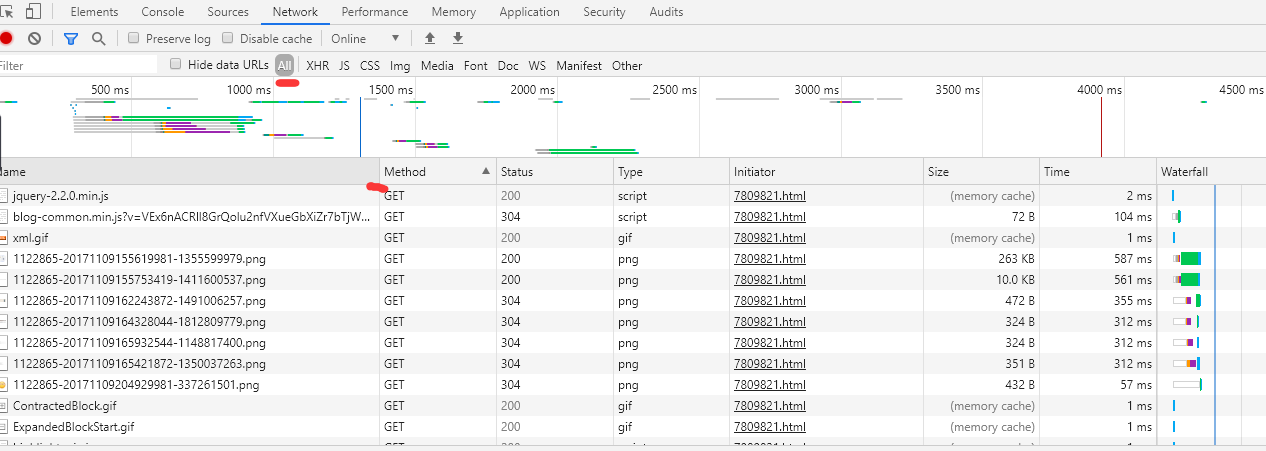 Elements Console Sources Network Performance Memory Application Security Audits
Preserve log Disable cache Online
Filter Hide data URLs All XHR JS CSS Img Media Font Doc WS Manifest Other
500 ms 1000 ms 1500 ms 2000 ms 2500 ms 3000 ms 3500 ms 4000 ms 4500 ms
ame Method Status Type Initiator Size Time Waterfall
jquery-2.2.0.min.js GET 200 script 7809821.html (memory cache) 2 ms
blog-common.min.js?v=VEx6nACRIl8GrQolu2nfVXueGbXiZr7bTjW... GET 304 script 7809821.html 72 B 104 ms
xml.gif GET 200 gif 7809821.html (memory cache) 1 ms
1122865-20171109155619981-1355599979.png GET 200 png 7809821.html 263 KB 587 ms
1122865-20171109155753419-1411600537.png GET 200 png 7809821.html 10.0 KB 561 ms
1122865-20171109162243872-1491006257.png GET 304 png 7809821.html 472 B 355 ms
1122865-20171109164328044-1812809779.png GET 304 png 7809821.html 324 B 312 ms
1122865-20171109165932544-1148817400.png GET 304 png 7809821.html 324 B 312 ms
1122865-20171109165421872-1350037263.png GET 304 png 7809821.html 351 B 312 ms
1122865-20171109204929981-337261501.png GET 304 png 7809821.html 432 B 57 ms
ContractedBlock.gif GET 200 gif 7809821.html (memory cache) 1 ms
ExpandedBlockStart.gif GET 200 gif 7809821.html (memory cache) 1 ms